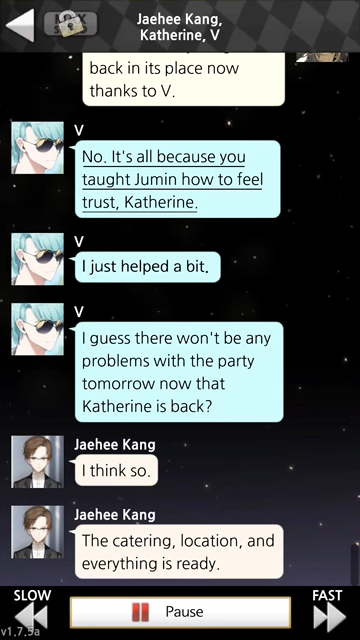 Jaehee Kang,
Katherine, V
back in its place now
thanks to V.
V
No. It's all because you
taught Jumin how to feel
trust, Katherine.
V
I just helped a bit.
V
I guess there won't be any
problems with the party
tomorrow now that
Katherine is back?
Jaehee Kang
I think so.
Jaehee Kang
The catering, location, and
everything is ready.
SLOW
Pause
FAST
v1.7.5a